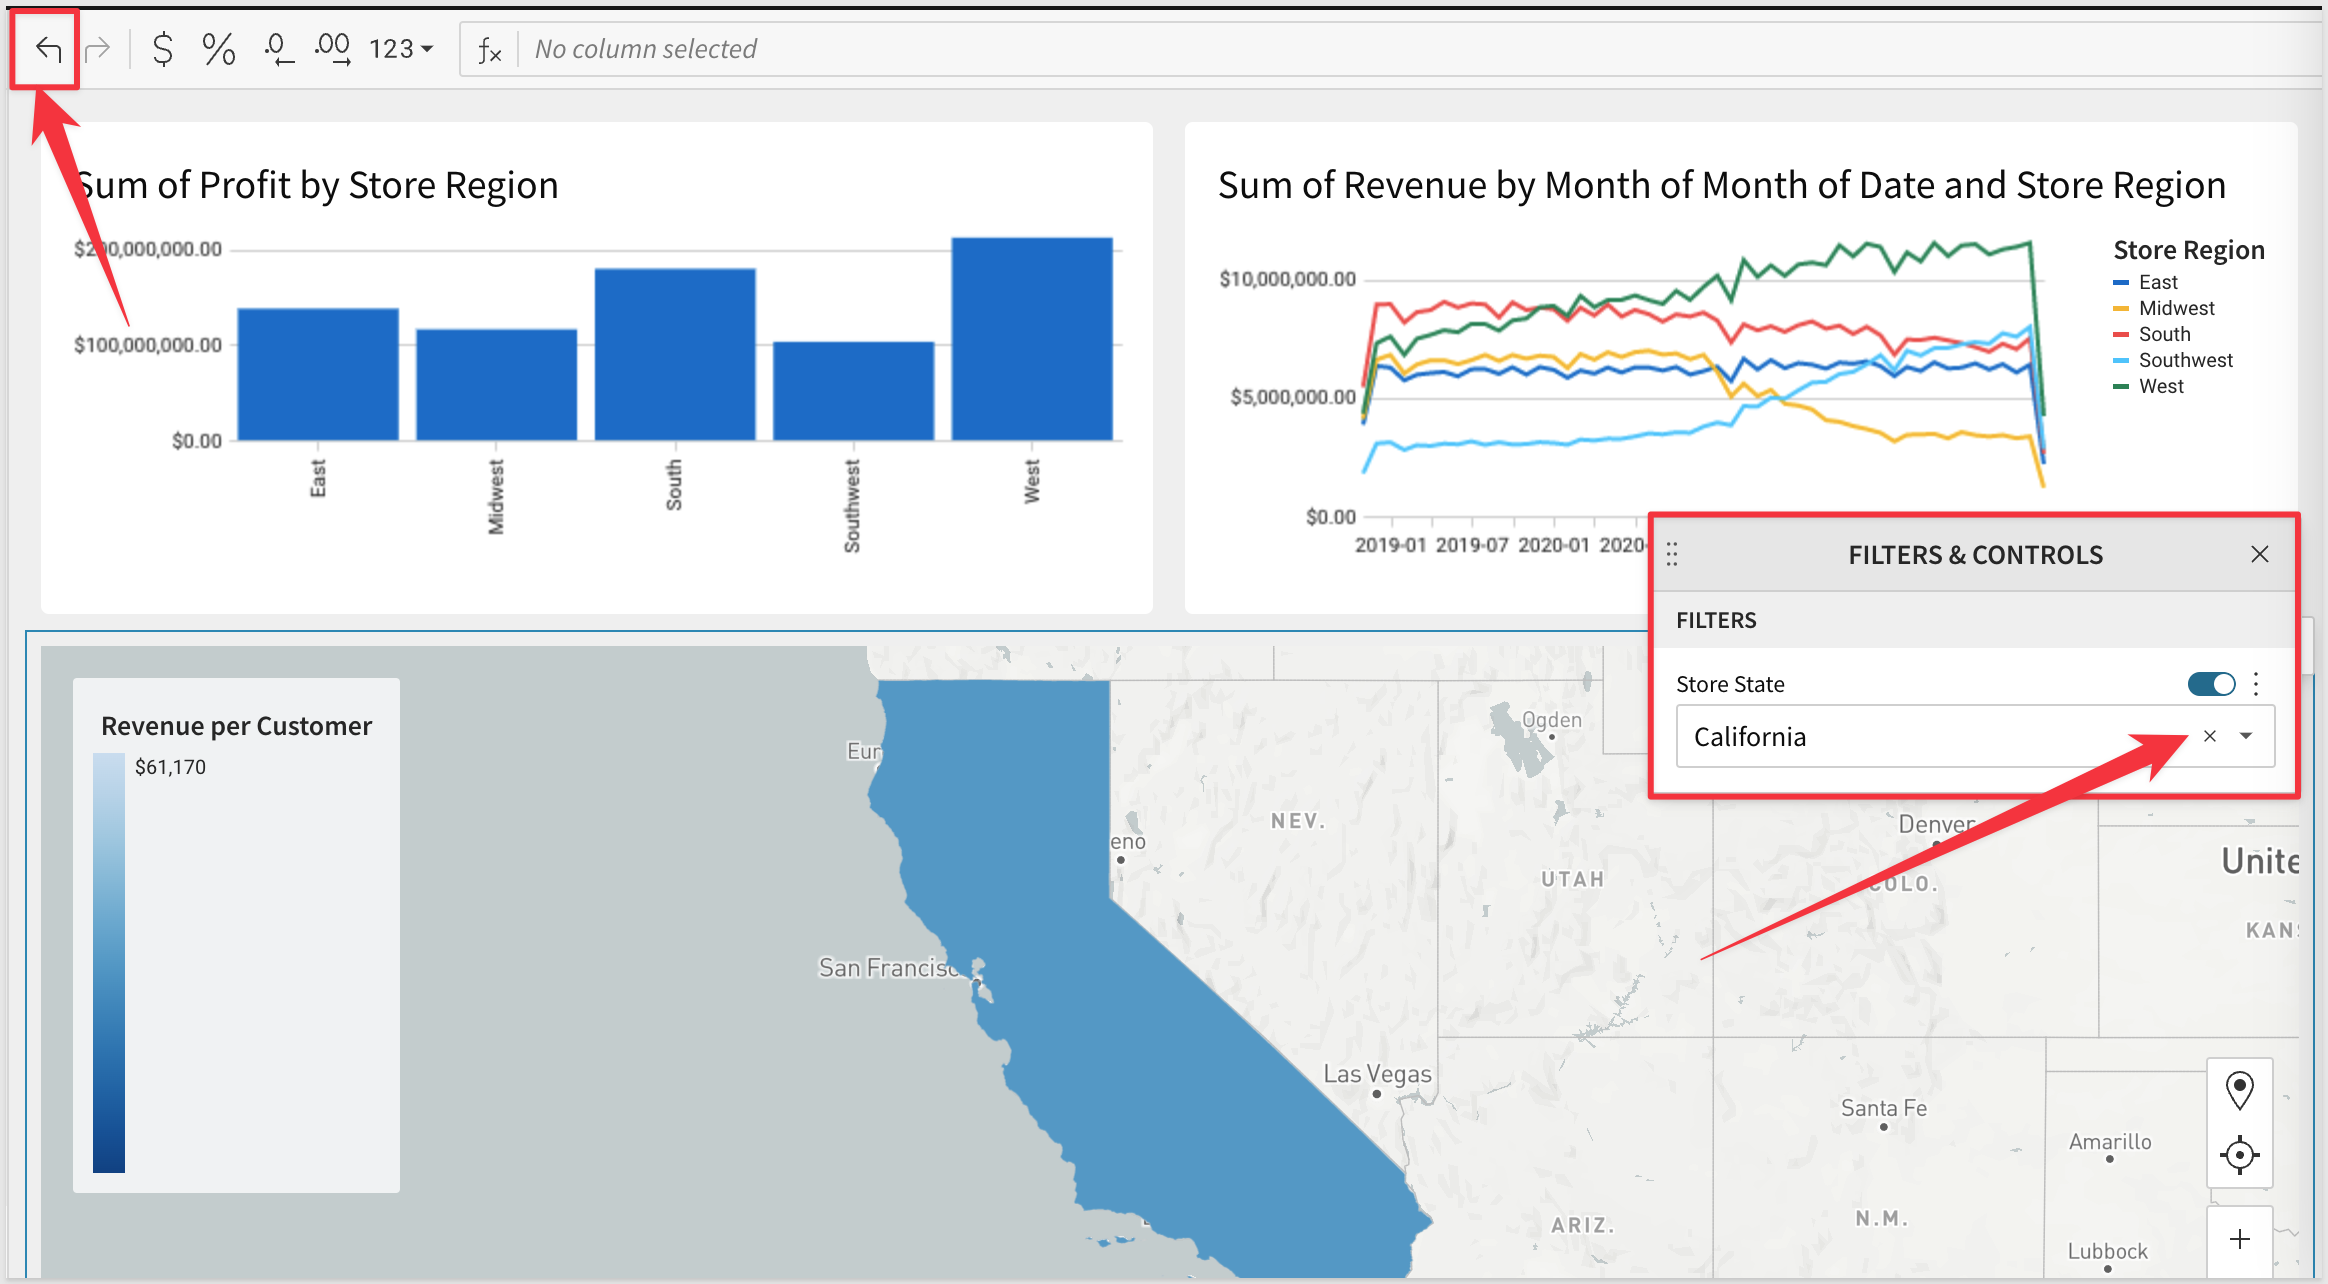 $ % .0 .00 123
fx No column selected
Sum of Profit by Store Region
$200,000,000.00
$100,000,000.00
$0.00
East
Midwest
South
Southwest
West
Sum of Revenue by Month of Month of Date and Store Region
$10,000,000.00
$5,000,000.00
$0.00
2019-01 2019-07 2020-01 2020-
Store Region
East
Midwest
South
Southwest
West
FILTERS & CONTROLS
FILTERS
Store State
California
Revenue per Customer
$61,170
Eur
eno
San Francisc
NEV.
Ogden
UTAH
Denver
COLO.
Unite
KANS
Las Vegas
Santa Fe
Amarillo
ARIZ.
N.M.
Lubbock